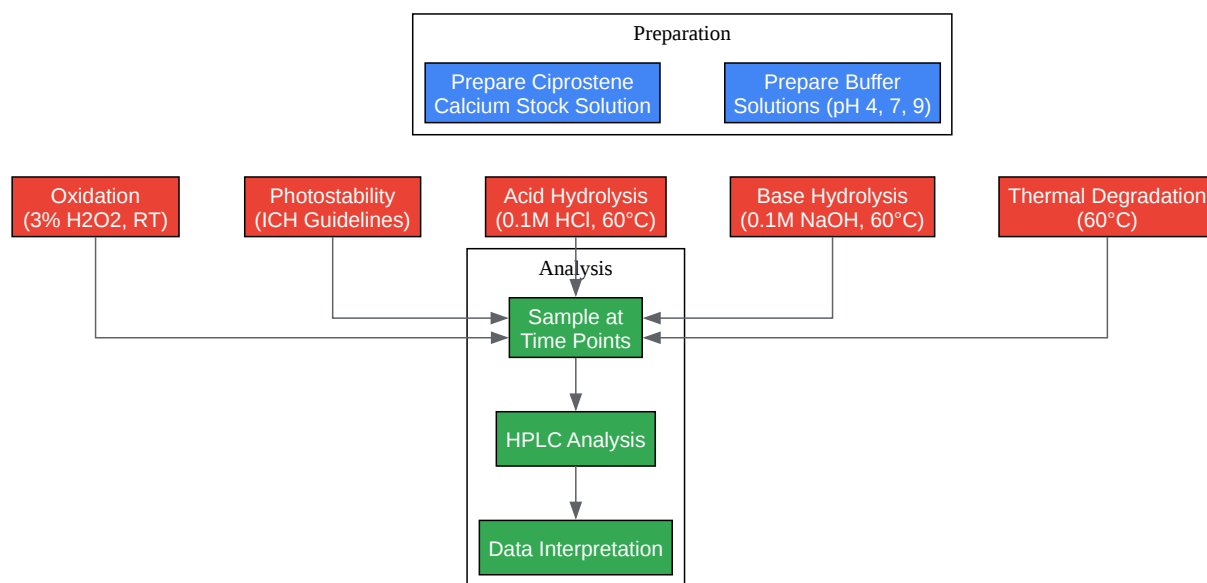 Preparation
Prepare Ciprostene
Calcium Stock Solution
Prepare Buffer
Solutions (pH 4, 7, 9)
Oxidation
(3% H2O2, RT)
Photostability
(ICH Guidelines)
Acid Hydrolysis
(0.1M HCl, 60°C)
Base Hydrolysis
(0.1M NaOH, 60°C)
Thermal Degradation
(60°C)
Analysis
Sample at
Time Points
HPLC Analysis
Data Interpretation